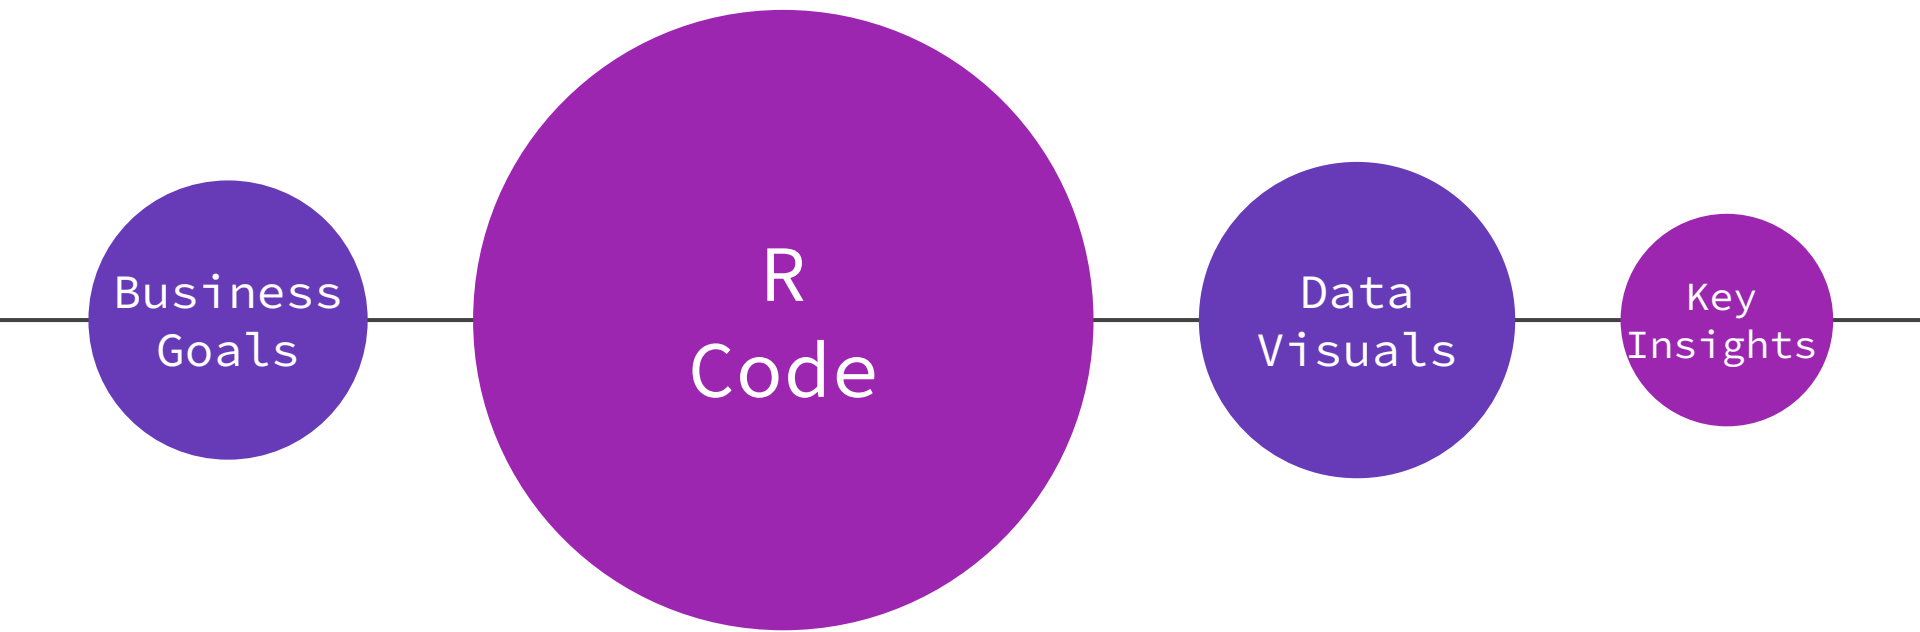 Business
Goals
R
Code
Data
Visuals
Key
Insights